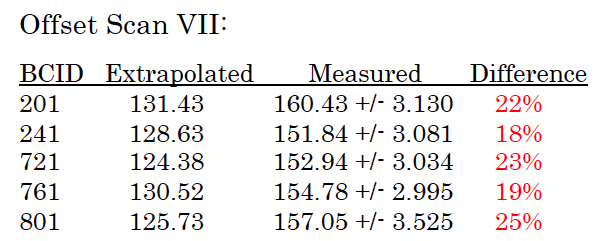 Offset Scan VII:
BCID Extrapolated Measured Difference
201 131.43 160.43 +/- 3.130 22%
241 128.63 151.84 +/- 3.081 18%
721 124.38 152.94 +/- 3.034 23%
761 130.52 154.78 +/- 2.995 19%
801 125.73 157.05 +/- 3.525 25%